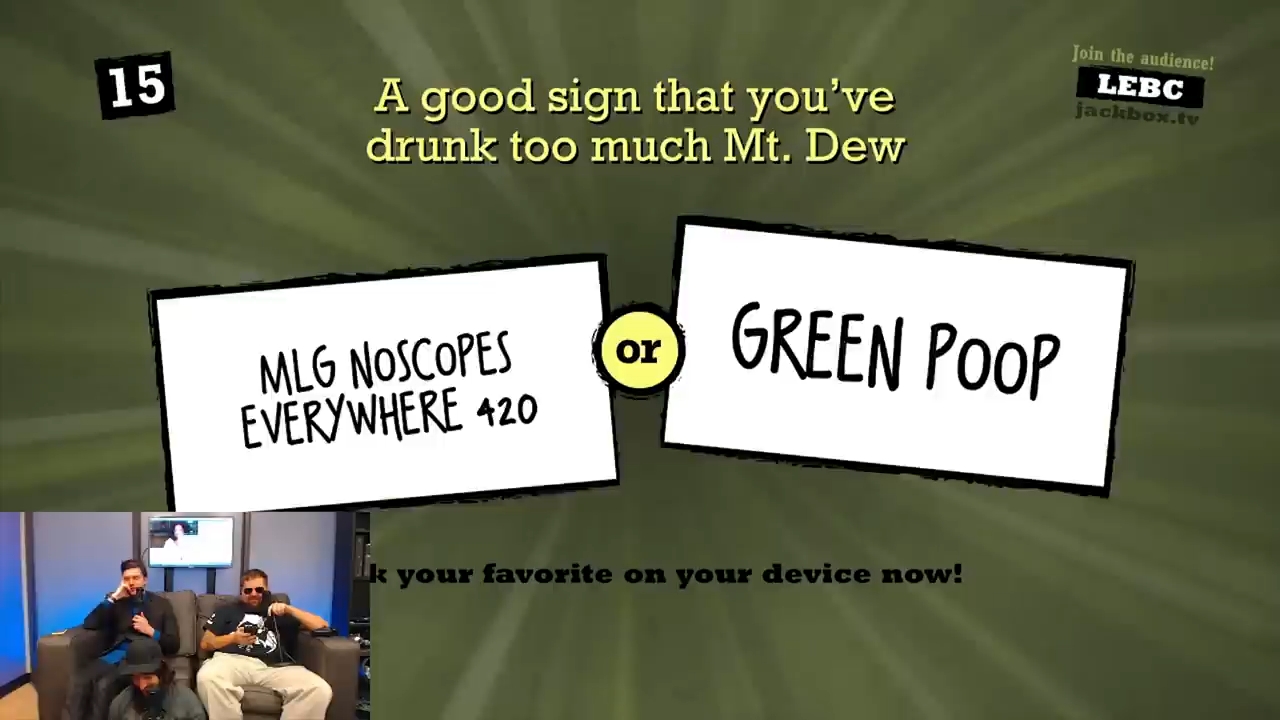 15
A good sign that you've
drunk too much Mt. Dew
Join the audience!
LEBC
jackbox.tv
MLG NOSCOPES
EVERYWHERE 420
or
GREEN POOP
k your favorite on your device now!